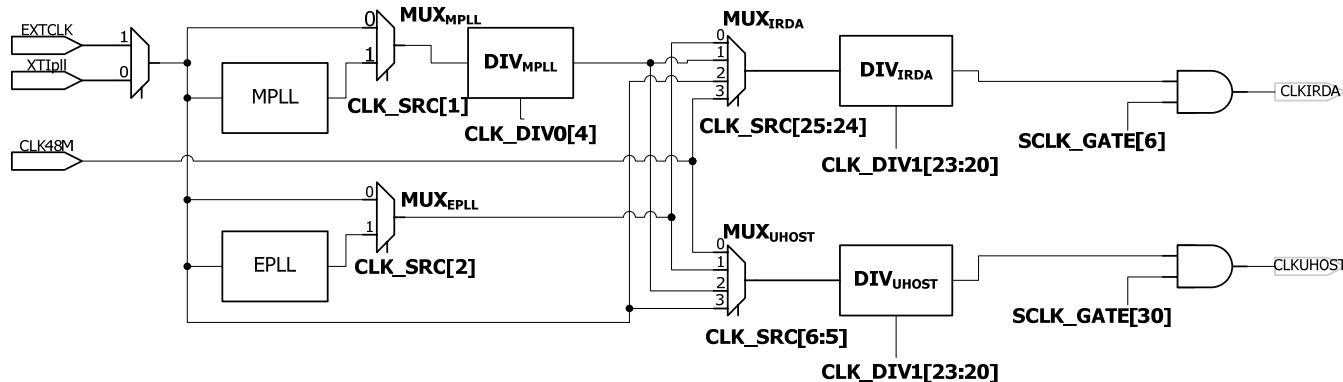 EXTCLK
1
XTIpll
0
0
MUXMPLL
1
MPLL
CLK_SRC[1]
DIVMPLL
CLK_DIV0[4]
CLK48M
MUXIRDA
0
1
2
3
CLK_SRC[25:24]
DIVIRDA
CLK_DIV1[23:20]
SCLK_GATE[6]
CLKIRDA
0
MUXEPLL
1
EPLL
CLK_SRC[2]
MUXUHOST
0
1
2
3
CLK_SRC[6:5]
DIVUHOST
CLK_DIV1[23:20]
SCLK_GATE[30]
CLKUHOST